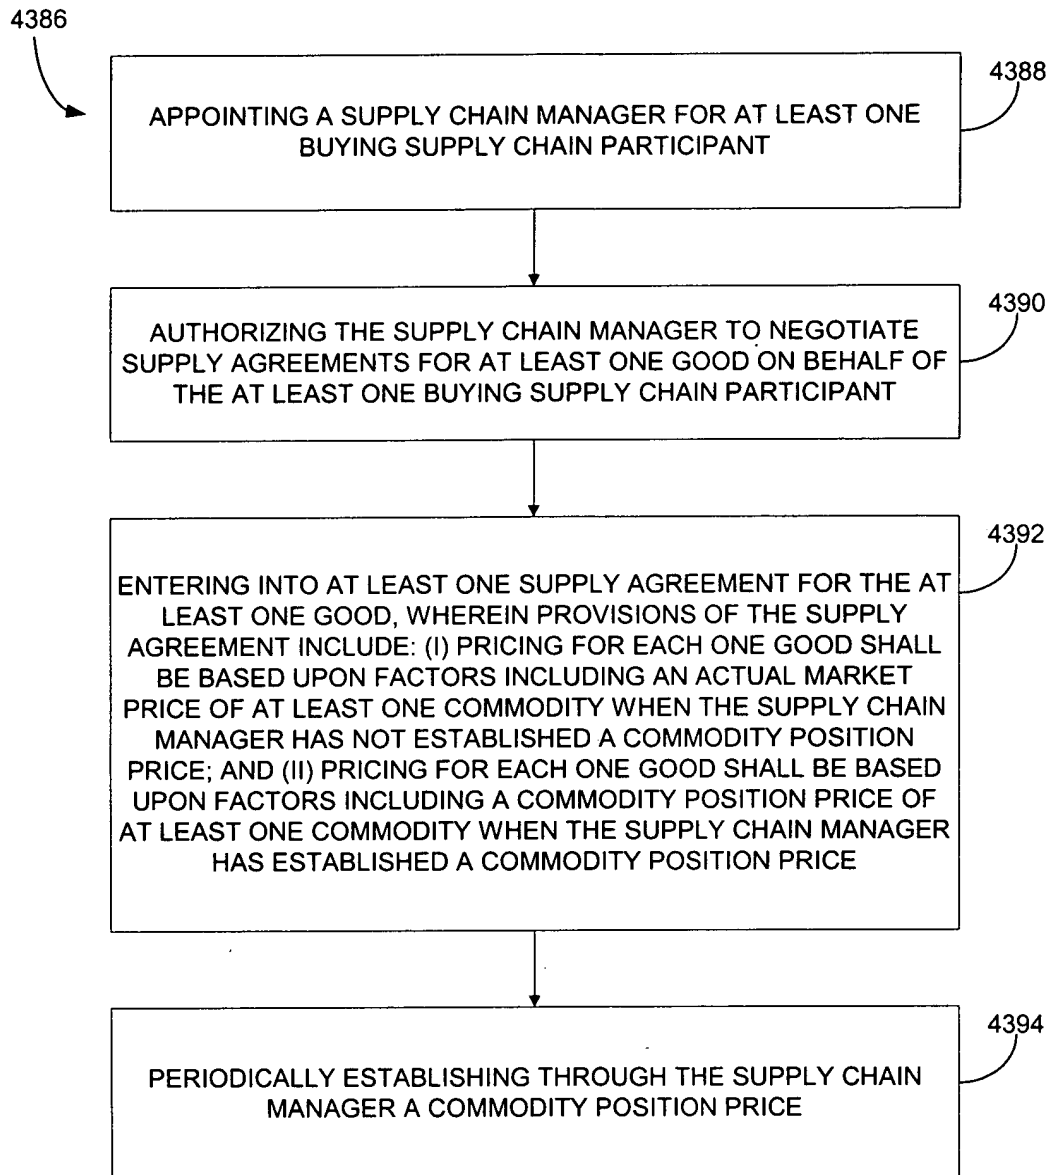 4386
4388
APPOINTING A SUPPLY CHAIN MANAGER FOR AT LEAST ONE
BUYING SUPPLY CHAIN PARTICIPANT
4390
AUTHORIZING THE SUPPLY CHAIN MANAGER TO NEGOTIATE
SUPPLY AGREEMENTS FOR AT LEAST ONE GOOD ON BEHALF OF
THE AT LEAST ONE BUYING SUPPLY CHAIN PARTICIPANT
4392
ENTERING INTO AT LEAST ONE SUPPLY AGREEMENT FOR THE AT
LEAST ONE GOOD, WHEREIN PROVISIONS OF THE SUPPLY
AGREEMENT INCLUDE: (I) PRICING FOR EACH ONE GOOD SHALL
BE BASED UPON FACTORS INCLUDING AN ACTUAL MARKET
PRICE OF AT LEAST ONE COMMODITY WHEN THE SUPPLY CHAIN
MANAGER HAS NOT ESTABLISHED A COMMODITY POSITION
PRICE; AND (II) PRICING FOR EACH ONE GOOD SHALL BE BASED
UPON FACTORS INCLUDING A COMMODITY POSITION PRICE OF
AT LEAST ONE COMMODITY WHEN THE SUPPLY CHAIN MANAGER
HAS ESTABLISHED A COMMODITY POSITION PRICE
4394
PERIODICALLY ESTABLISHING THROUGH THE SUPPLY CHAIN
MANAGER A COMMODITY POSITION PRICE